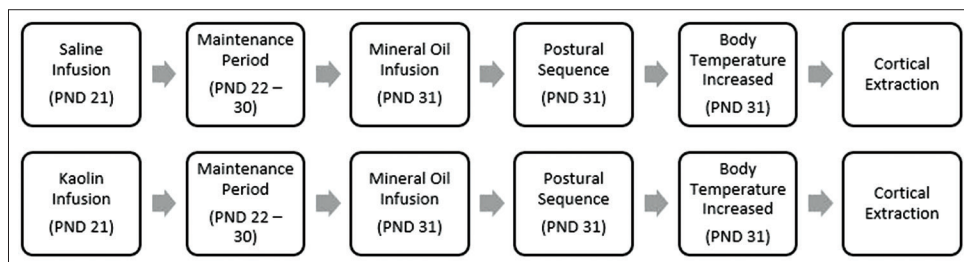 Saline
Infusion
(PND 21)
Maintenance
Period
(PND 22 –
30)
Mineral Oil
Infusion
(PND 31)
Postural
Sequence
(PND 31)
Body
Temperature
Increased
(PND 31)
Cortical
Extraction
Kaolin
Infusion
(PND 21)
Maintenance
Period
(PND 22 –
30)
Mineral Oil
Infusion
(PND 31)
Postural
Sequence
(PND 31)
Body
Temperature
Increased
(PND 31)
Cortical
Extraction